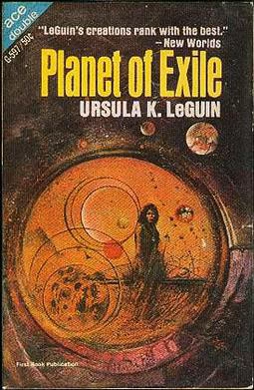 ace
double
G-597/50¢
"LeGuin's creations rank with the best."
— New Worlds
Planet of Exile
URSULA K. LeGUIN
First Book Publication